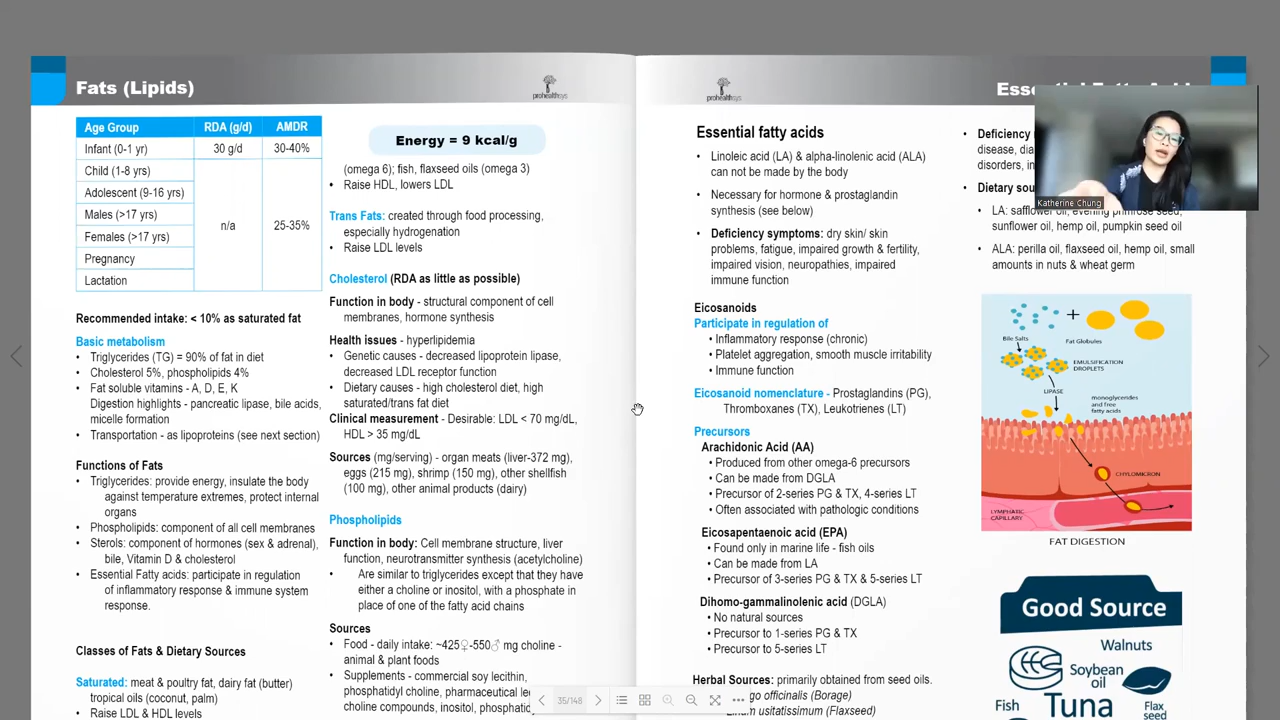 Fats (Lipids)
prohealthsys
Age Group RDA (g/d) AMDR
Infant (0-1 yr) 30 g/d 30-40%
Child (1-8 yrs)
Adolescent (9-16 yrs)
Males (>17 yrs)
Females (>17 yrs)
Pregnancy
Lactation
n/a 25-35%
Recommended intake: < 10% as saturated fat
Basic metabolism
• Triglycerides (TG) = 90% of fat in diet
• Cholesterol 5%, phospholipids 4%
• Fat soluble vitamins - A, D, E, K
Digestion highlights - pancreatic lipase, bile acids,
micelle formation
• Transportation - as lipoproteins (see next section)
Functions of Fats
• Triglycerides: provide energy, insulate the body
against temperature extremes, protect internal
organs
• Phospholipids: component of all cell membranes
• Sterols: component of hormones (sex & adrenal),
bile, Vitamin D & cholesterol
• Essential Fatty acids: participate in regulation
of inflammatory response & immune system
response.
Classes of Fats & Dietary Sources
Saturated: meat & poultry fat, dairy fat (butter)
tropical oils (coconut, palm)
• Raise LDL & HDL levels
Energy = 9 kcal/g
(omega 6); fish, flaxseed oils (omega 3)
• Raise HDL, lowers LDL
Trans Fats: created through food processing,
especially hydrogenation
• Raise LDL levels
Cholesterol (RDA as little as possible)
Function in body - structural component of cell
membranes, hormone synthesis
Health issues - hyperlipidemia
• Genetic causes - decreased lipoprotein lipase,
decreased LDL receptor function
• Dietary causes - high cholesterol diet, high
saturated/trans fat diet
Clinical measurement - Desirable: LDL < 70 mg/dL,
HDL > 35 mg/dL
Sources (mg/serving) - organ meats (liver-372 mg),
eggs (215 mg), shrimp (150 mg), other shellfish
(100 mg), other animal products (dairy)
Phospholipids
Function in body: Cell membrane structure, liver
function, neurotransmitter synthesis (acetylcholine)
• Are similar to triglycerides except that they have
either a choline or inositol, with a phosphate in
place of one of the fatty acid chains
Sources
• Food - daily intake: ~425♀-550♂ mg choline -
animal & plant foods
• Supplements - commercial soy lecithin,
phosphatidyl choline, pharmaceutical
choline compounds, inositol,
35/148
prohealthsys
Essential fatty acids
• Linoleic acid (LA) & alpha-linolenic acid (ALA)
can not be made by the body
• Necessary for hormone & prostaglandin
synthesis (see below)
• Deficiency symptoms: dry skin/ skin
problems, fatigue, impaired growth & fertility,
impaired vision, neuropathies, impaired
immune function
Eicosanoids
Participate in regulation of
• Inflammatory response (chronic)
• Platelet aggregation, smooth muscle irritability
• Immune function
Eicosanoid nomenclature - Prostaglandins (PG),
Thromboxanes (TX), Leukotrienes (LT)
Precursors
Arachidonic Acid (AA)
• Produced from other omega-6 precursors
• Can be made from DGLA
• Precursor of 2-series PG & TX, 4-series LT
• Often associated with pathologic conditions
Eicosapentaenoic acid (EPA)
• Found only in marine life - fish oils
• Can be made from LA
• Precursor of 3-series PG & TX & 5-series LT
Dihomo-gammalinolenic acid (DGLA)
• No natural sources
• Precursor to 1-series PG & TX
• Precursor to 5-series LT
Herbal Sources: primarily obtained from seed oils.
officinalis (Borage)
usitatissimum (Flaxseed)
• Deficiency
disease,
disorders,
• Dietary
• LA: safflower oil, evening primrose seed,
sunflower oil, hemp oil, pumpkin seed oil
• ALA: perilla oil, flaxseed oil, hemp oil, small
amounts in nuts & wheat germ
Katherine Chung
Bile Salts
+
Fat Globules
EMULSIFICATION
DROPLETS
LIPASE
monoglycerides
and free
fatty acids
CHYLOMICRON
LYMPHATIC
CAPILLARY
FAT DIGESTION
Good Source
Walnuts
Soybean
oil
Fish
Tuna
Flax
seed